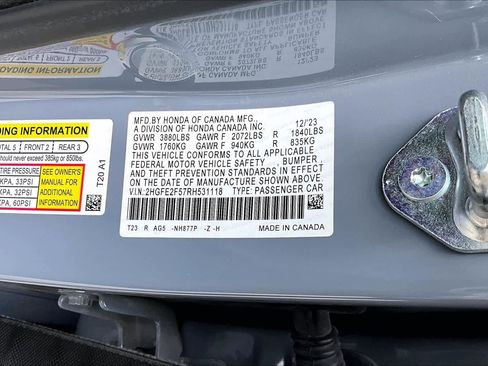 MFD.BY HONDA OF CANADA MFG., 12/'23
A DIVISION OF HONDA CANADA INC.
GVWR 3880LBS GAWR F 2072LBS R 1840LBS
GVWR 1760KG GAWR F 940KG R 835KG
THIS VEHICLE CONFORMS TO ALL APPLICABLE
FEDERAL MOTOR VEHICLE SAFETY , BUMPER ,
AND THEFT PREVENTION STANDARDS IN EFFECT
ON THE DATE OF MANUFACTURE SHOWN ABOVE.
V.I.N: 2HGFE2F57RH531118 TYPE: PASSENGER CAR
T23 R AG5 -NH877P -Z -H
MADE IN CANADA
T20 A1
DING INFORMATION
5 FRONT 2 REAR 3
should never exceed 385kg or 850lbs.
TIRE PRESSURE
KPA, 33PSI
KPA, 32PSI
KPA, 60PSI
SEE OWNER'S
MANUAL FOR
ADDITIONAL
INFORMATION
LOADING INFORMATION